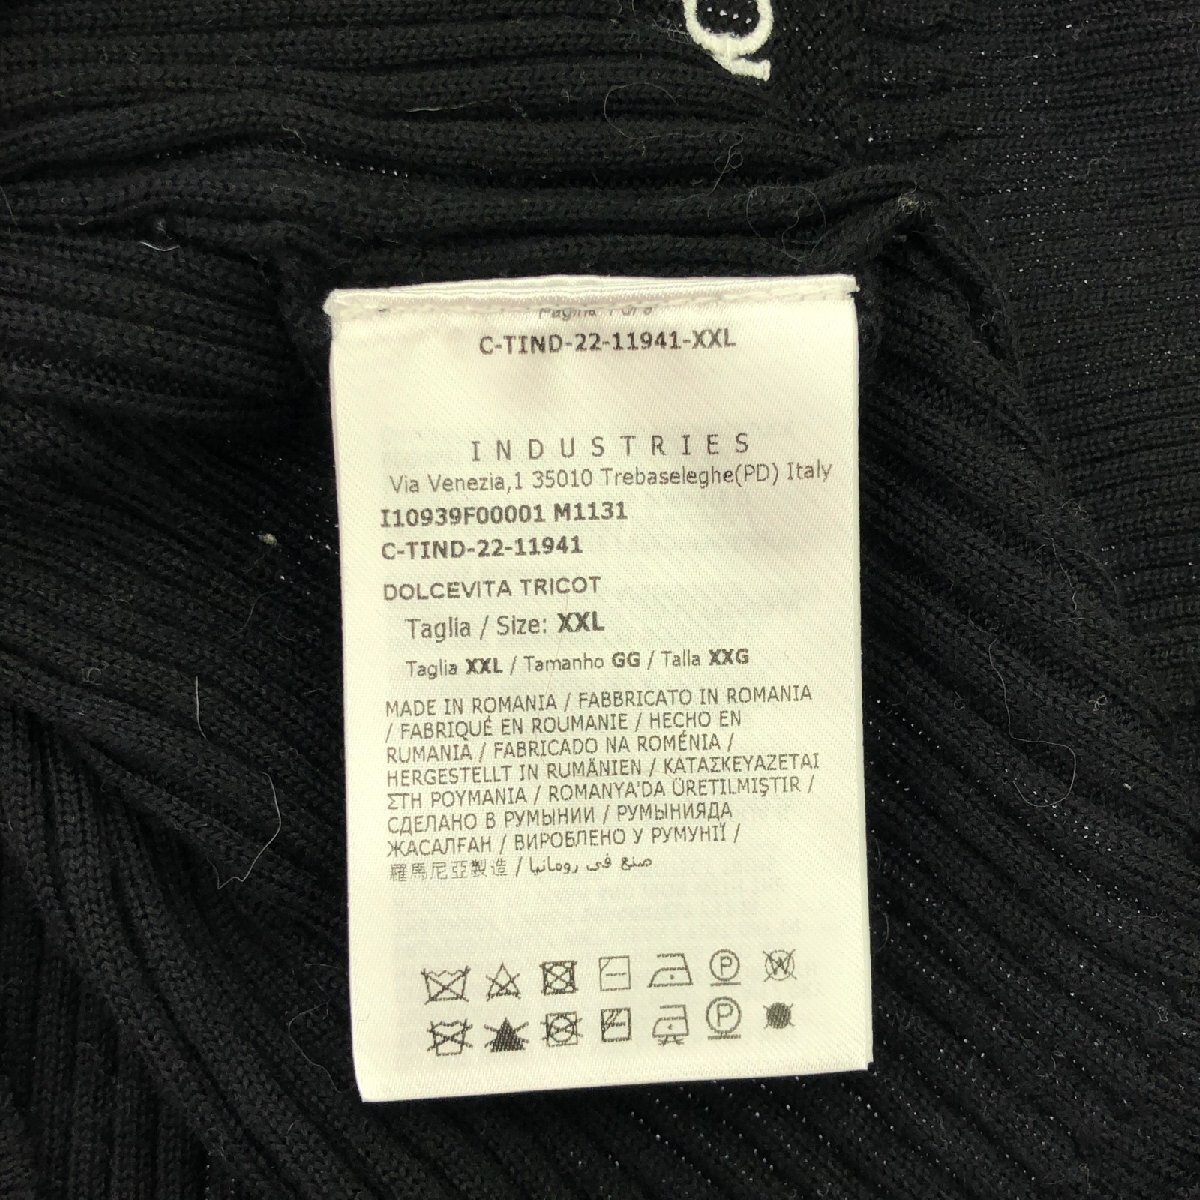 C-TIND-22-11941-XXL
INDUSTRIES
Via Venezia,1 35010 Trebaseleghe(PD) Italy
I10939F00001 M1131
C-TIND-22-11941
DOLCEVITA TRICOT
Taglia / Size: XXL
Taglia XXL / Tamanho GG / Talla XXG
MADE IN ROMANIA / FABBRICATO IN ROMANIA
/ FABRIQUÉ EN ROUMANIE / HECHO EN
RUMANIA / FABRICADO NA ROMÉNIA /
HERGESTELLT IN RUMÄNIEN / ΚΑΤΑΣΚΕΥΑΖΕΤΑΙ
ΣΤΗ ΡΟΥΜΑΝΙΑ / ROMANYA'DA ÜRETILMIŞTIR /
СДЕЛАНО В РУМЫНИИ / РУМЫНИЯДА
ЖАСАЛҒАН / ВИРОБЛЕНО У РУМУНІЇ /
羅馬尼亞製造 / صنع في رومانيا
P
W
P